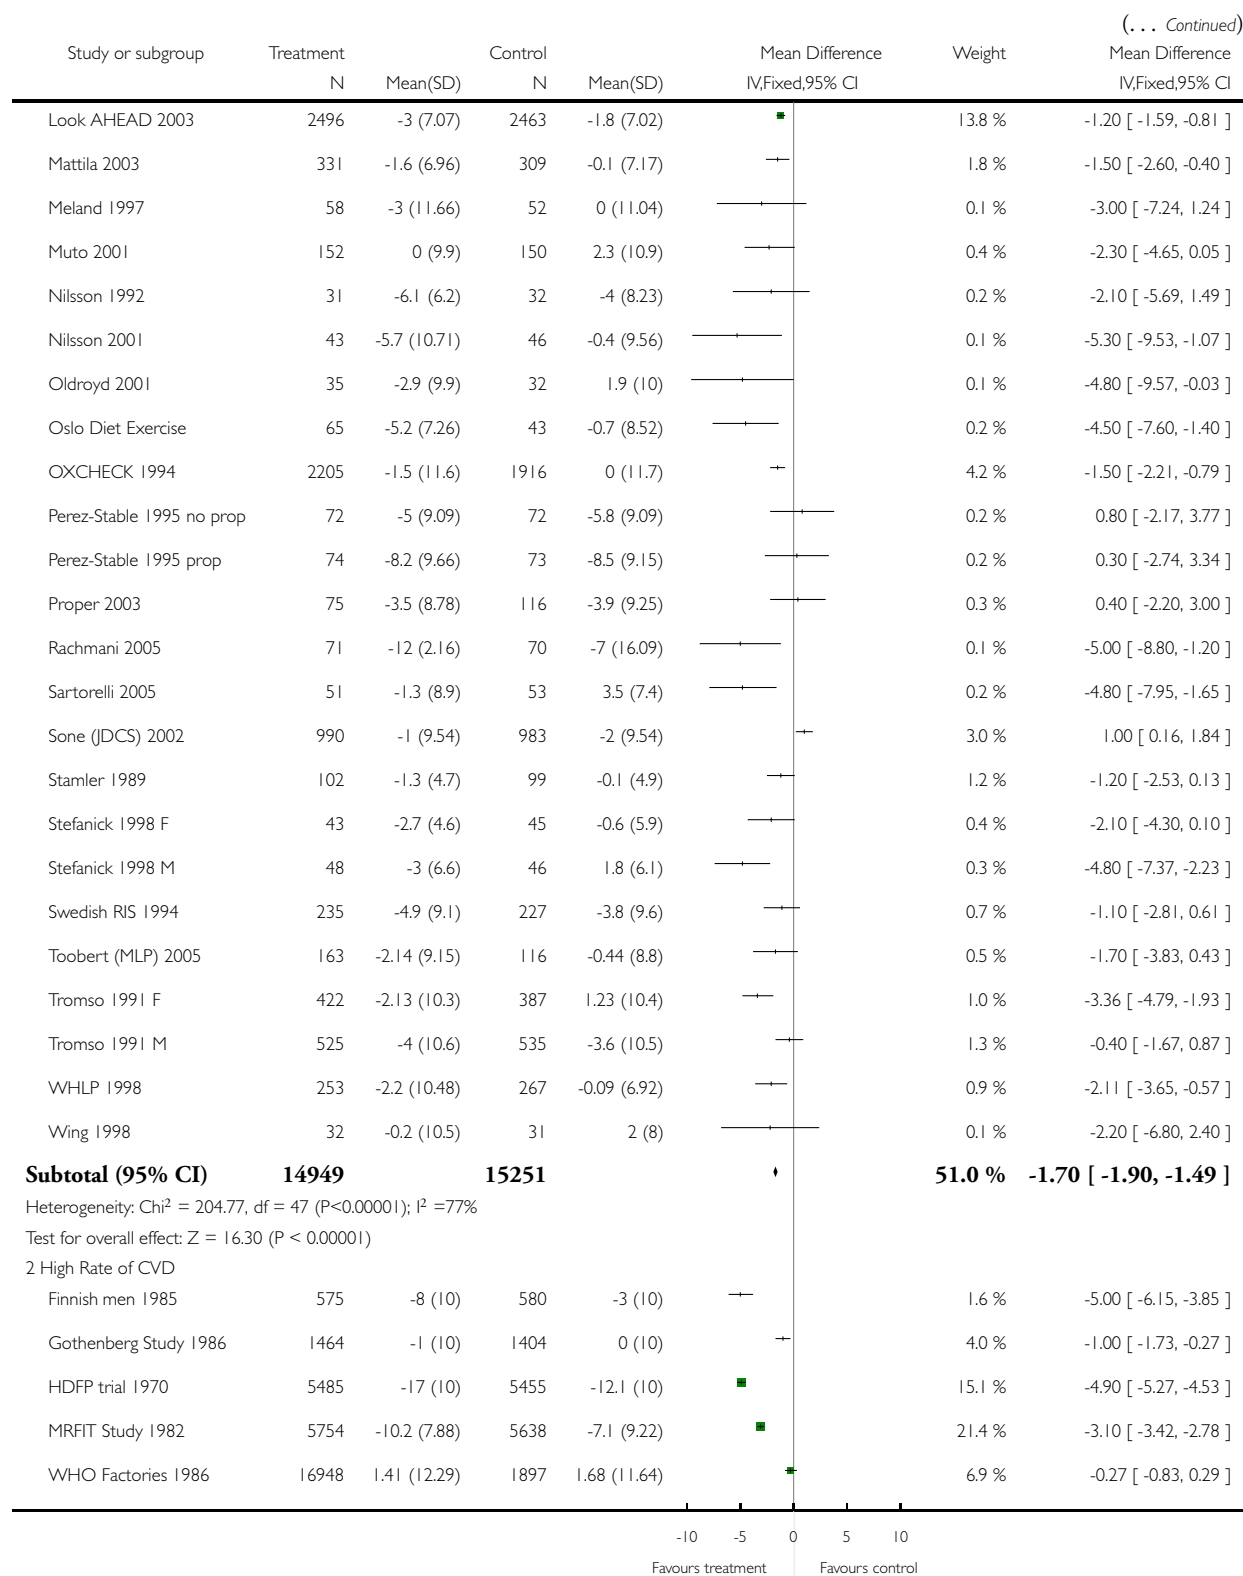 (... Continued)
Study or subgroup Treatment Control Mean Difference Weight Mean Difference
N Mean(SD) N Mean(SD) IV,Fixed,95% CI IV,Fixed,95% CI
Look AHEAD 2003 2496 -3 (7.07) 2463 -1.8 (7.02) 13.8 % -1.20 [ -1.59, -0.81 ]
Mattila 2003 331 -1.6 (6.96) 309 -0.1 (7.17) 1.8 % -1.50 [ -2.60, -0.40 ]
Meland 1997 58 -3 (11.66) 52 0 (11.04) 0.1 % -3.00 [ -7.24, 1.24 ]
Muto 2001 152 0 (9.9) 150 2.3 (10.9) 0.4 % -2.30 [ -4.65, 0.05 ]
Nilsson 1992 31 -6.1 (6.2) 32 -4 (8.23) 0.2 % -2.10 [ -5.69, 1.49 ]
Nilsson 2001 43 -5.7 (10.71) 46 -0.4 (9.56) 0.1 % -5.30 [ -9.53, -1.07 ]
Oldroyd 2001 35 -2.9 (9.9) 32 1.9 (10) 0.1 % -4.80 [ -9.57, -0.03 ]
Oslo Diet Exercise 65 -5.2 (7.26) 43 -0.7 (8.52) 0.2 % -4.50 [ -7.60, -1.40 ]
OXCHECK 1994 2205 -1.5 (11.6) 1916 0 (11.7) 4.2 % -1.50 [ -2.21, -0.79 ]
Perez-Stable 1995 no prop 72 -5 (9.09) 72 -5.8 (9.09) 0.2 % 0.80 [ -2.17, 3.77 ]
Perez-Stable 1995 prop 74 -8.2 (9.66) 73 -8.5 (9.15) 0.2 % 0.30 [ -2.74, 3.34 ]
Proper 2003 75 -3.5 (8.78) 116 -3.9 (9.25) 0.3 % 0.40 [ -2.20, 3.00 ]
Rachmani 2005 71 -12 (2.16) 70 -7 (16.09) 0.1 % -5.00 [ -8.80, -1.20 ]
Sartorelli 2005 51 -1.3 (8.9) 53 3.5 (7.4) 0.2 % -4.80 [ -7.95, -1.65 ]
Sone (JDCS) 2002 990 -1 (9.54) 983 -2 (9.54) 3.0 % 1.00 [ 0.16, 1.84 ]
Stamler 1989 102 -1.3 (4.7) 99 -0.1 (4.9) 1.2 % -1.20 [ -2.53, 0.13 ]
Stefanick 1998 F 43 -2.7 (4.6) 45 -0.6 (5.9) 0.4 % -2.10 [ -4.30, 0.10 ]
Stefanick 1998 M 48 -3 (6.6) 46 1.8 (6.1) 0.3 % -4.80 [ -7.37, -2.23 ]
Swedish RIS 1994 235 -4.9 (9.1) 227 -3.8 (9.6) 0.7 % -1.10 [ -2.81, 0.61 ]
Toobert (MLP) 2005 163 -2.14 (9.15) 116 -0.44 (8.8) 0.5 % -1.70 [ -3.83, 0.43 ]
Tromso 1991 F 422 -2.13 (10.3) 387 1.23 (10.4) 1.0 % -3.36 [ -4.79, -1.93 ]
Tromso 1991 M 525 -4 (10.6) 535 -3.6 (10.5) 1.3 % -0.40 [ -1.67, 0.87 ]
WHLP 1998 253 -2.2 (10.48) 267 -0.09 (6.92) 0.9 % -2.11 [ -3.65, -0.57 ]
Wing 1998 32 -0.2 (10.5) 31 2 (8) 0.1 % -2.20 [ -6.80, 2.40 ]
Subtotal (95% CI) 14949 15251 51.0 % -1.70 [ -1.90, -1.49 ]
Heterogeneity: Chi² = 204.77, df = 47 (P<0.00001); I² =77%
Test for overall effect: Z = 16.30 (P < 0.00001)
2 High Rate of CVD
Finnish men 1985 575 -8 (10) 580 -3 (10) 1.6 % -5.00 [ -6.15, -3.85 ]
Gothenberg Study 1986 1464 -1 (10) 1404 0 (10) 4.0 % -1.00 [ -1.73, -0.27 ]
HDFP trial 1970 5485 -17 (10) 5455 -12.1 (10) 15.1 % -4.90 [ -5.27, -4.53 ]
MRFIT Study 1982 5754 -10.2 (7.88) 5638 -7.1 (9.22) 21.4 % -3.10 [ -3.42, -2.78 ]
WHO Factories 1986 16948 1.41 (12.29) 1897 1.68 (11.64) 6.9 % -0.27 [ -0.83, 0.29 ]
-10 -5 0 5 10
Favours treatment Favours control